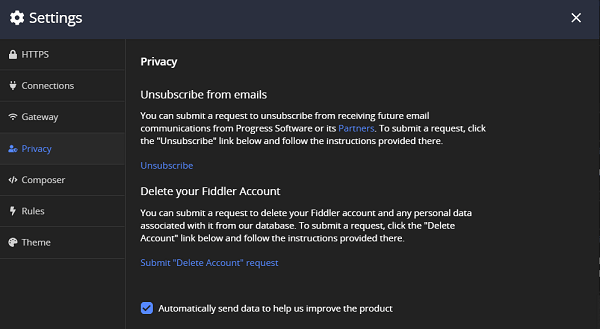 Settings
HTTPS
Connections
Gateway
Privacy
Composer
Rules
Theme
Privacy
Unsubscribe from emails
You can submit a request to unsubscribe from receiving future email
communications from Progress Software or its Partners. To submit a request, click
the "Unsubscribe" link below and follow the instructions provided there.
Unsubscribe
Delete your Fiddler Account
You can submit a request to delete your Fiddler account and any personal data
associated with it from our database. To submit a request, click the "Delete
Account" link below and follow the instructions provided there.
Submit "Delete Account" request
Automatically send data to help us improve the product